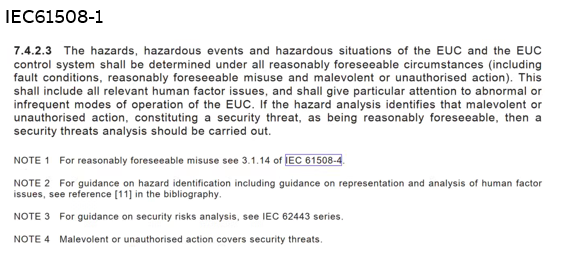 IEC61508-1
7.4.2.3 The hazards, hazardous events and hazardous situations of the EUC and the EUC
control system shall be determined under all reasonably foreseeable circumstances (including
fault conditions, reasonably foreseeable misuse and malevolent or unauthorised action). This
shall include all relevant human factor issues, and shall give particular attention to abnormal or
infrequent modes of operation of the EUC. If the hazard analysis identifies that malevolent or
unauthorised action, constituting a security threat, as being reasonably foreseeable, then a
security threats analysis should be carried out.
NOTE 1 For reasonably foreseeable misuse see 3.1.14 of IEC 61508-4.
NOTE 2 For guidance on hazard identification including guidance on representation and analysis of human factor
issues, see reference [11] in the bibliography.
NOTE 3 For guidance on security risks analysis, see IEC 62443 series.
NOTE 4 Malevolent or unauthorised action covers security threats.